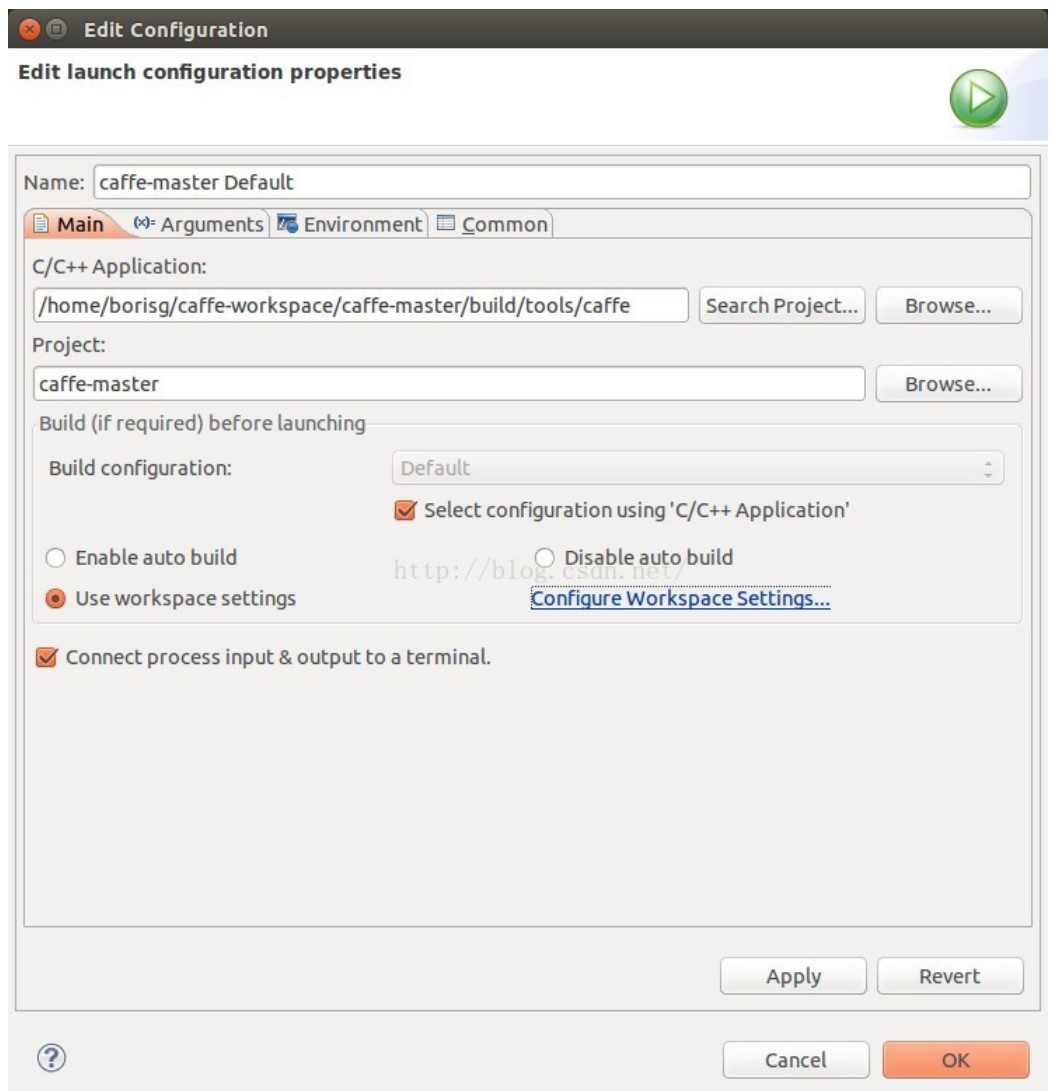 Edit Configuration
Edit launch configuration properties
Name: caffe-master Default
Main (x)= Arguments Environment Common
C/C++ Application:
/home/borisg/caffe-workspace/caffe-master/build/tools/caffe Search Project... Browse...
Project:
caffe-master Browse...
Build (if required) before launching
Build configuration: Default
Select configuration using 'C/C++ Application'
Enable auto build Disable auto build
http://blog.csdn.net/
Use workspace settings Configure Workspace Settings...
Connect process input & output to a terminal.
Apply Revert
? Cancel OK